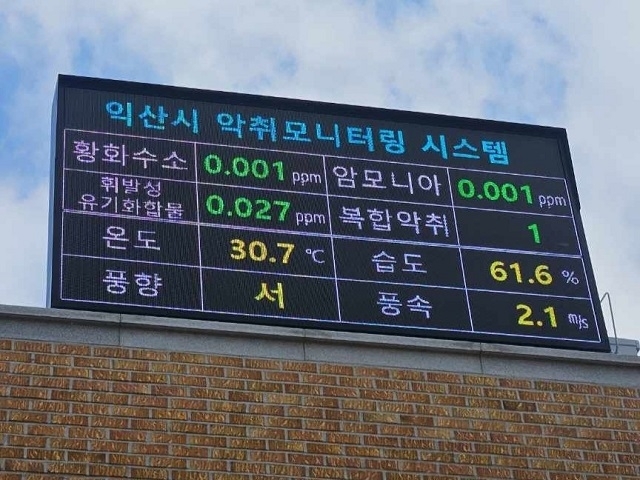 익산시 악취모니터링 시스템
황화수소 0.001 ppm 암모니아 0.001 ppm
휘발성
유기화합물 0.027 ppm 복합악취 1
온도 30.7 ℃ 습도 61.6 %
풍향 서 풍속 2.1 m/s